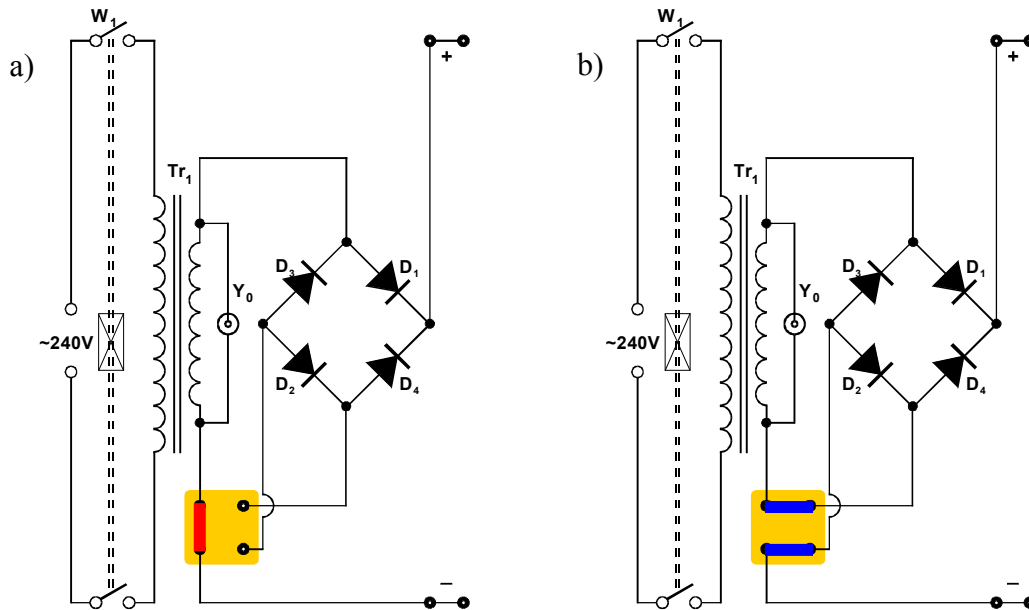 a)
W1
+
Tr1
D3
D1
Y0
~240V
D2
D4
−
b)
W1
+
Tr1
D3
D1
Y0
~240V
D2
D4
−